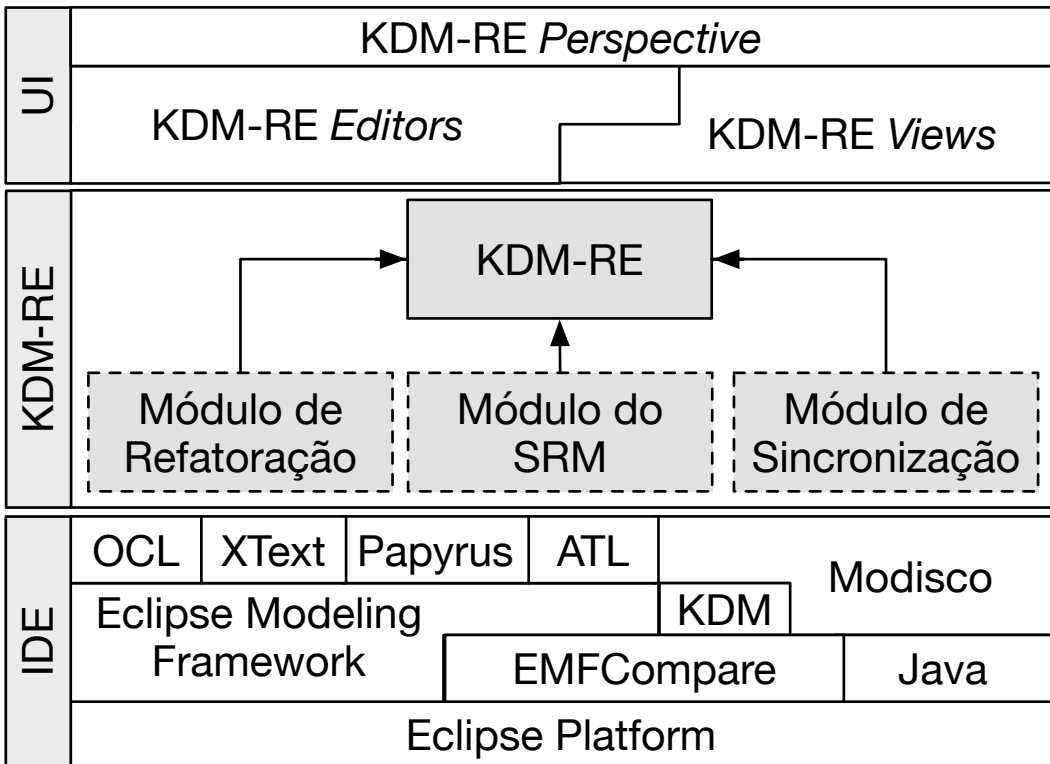 UI
KDM-RE Perspective
KDM-RE Editors
KDM-RE Views
KDM-RE
KDM-RE
Módulo de
Refatoração
Módulo do
SRM
Módulo de
Sincronização
IDE
OCL
XText
Papyrus
ATL
Modisco
KDM
Eclipse Modeling
Framework
EMFCompare
Java
Eclipse Platform